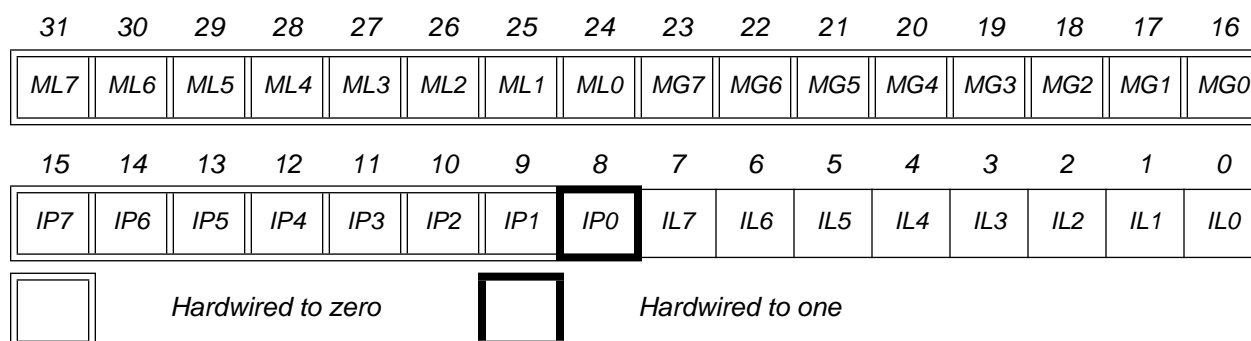 31 30 29 28 27 26 25 24 23 22 21 20 19 18 17 16
ML7 ML6 ML5 ML4 ML3 ML2 ML1 ML0 MG7 MG6 MG5 MG4 MG3 MG2 MG1 MG0
15 14 13 12 11 10 9 8 7 6 5 4 3 2 1 0
IP7 IP6 IP5 IP4 IP3 IP2 IP1 IP0 IL7 IL6 IL5 IL4 IL3 IL2 IL1 IL0
Hardwired to zero Hardwired to one